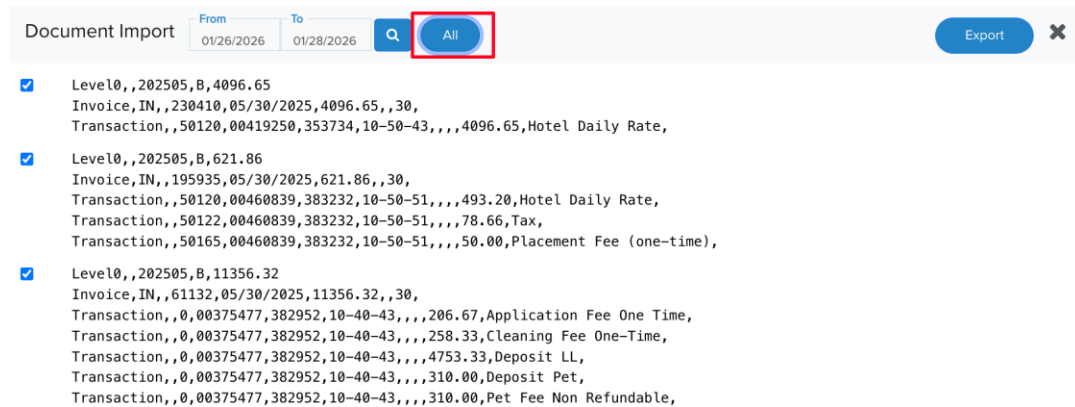 Document Import
From
01/26/2026
To
01/28/2026
All
Export
Level0,,202505,B,4096.65
Invoice,IN,,230410,05/30/2025,4096.65,,30,
Transaction,,50120,00419250,353734,10-50-43,,,,4096.65,Hotel Daily Rate,
Level0,,202505,B,621.86
Invoice,IN,,195935,05/30/2025,621.86,,30,
Transaction,,50120,00460839,383232,10-50-51,,,,493.20,Hotel Daily Rate,
Transaction,,50122,00460839,383232,10-50-51,,,,78.66,Tax,
Transaction,,50165,00460839,383232,10-50-51,,,,50.00,Placement Fee (one-time),
Level0,,202505,B,11356.32
Invoice,IN,,61132,05/30/2025,11356.32,,30,
Transaction,,0,00375477,382952,10-40-43,,,,206.67,Application Fee One Time,
Transaction,,0,00375477,382952,10-40-43,,,,258.33,Cleaning Fee One-Time,
Transaction,,0,00375477,382952,10-40-43,,,,4753.33,Deposit LL,
Transaction,,0,00375477,382952,10-40-43,,,,310.00,Deposit Pet,
Transaction,,0,00375477,382952,10-40-43,,,,310.00,Pet Fee Non Refundable,